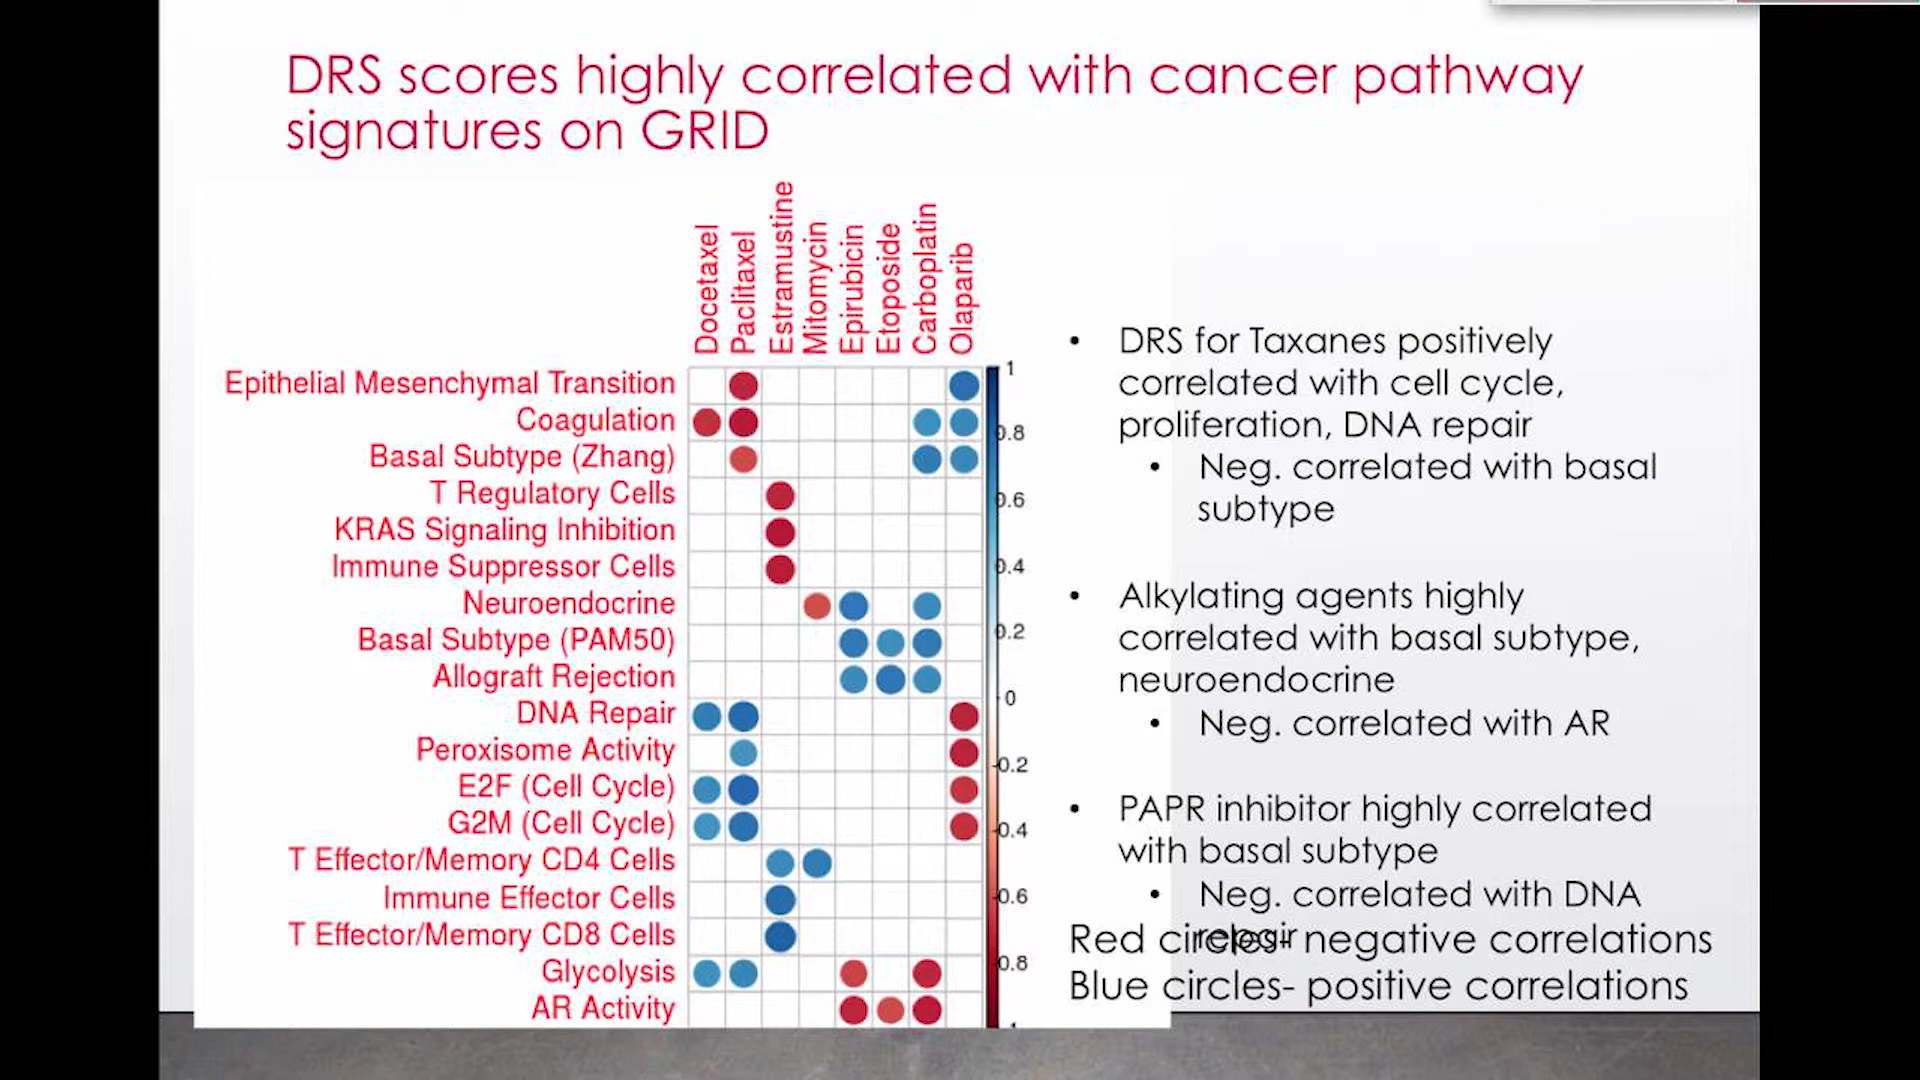 DRS scores highly correlated with cancer pathway
signatures on GRID
Docetaxel
Paclitaxel
Estramustine
Mitomycin
Epirubicin
Etoposide
Carboplatin
Olaparib
Epithelial Mesenchymal Transition
Coagulation
Basal Subtype (Zhang)
T Regulatory Cells
KRAS Signaling Inhibition
Immune Suppressor Cells
Neuroendocrine
Basal Subtype (PAM50)
Allograft Rejection
DNA Repair
Peroxisome Activity
E2F (Cell Cycle)
G2M (Cell Cycle)
T Effector/Memory CD4 Cells
Immune Effector Cells
T Effector/Memory CD8 Cells
Glycolysis
AR Activity
1
0.8
0.6
0.4
0.2
0
-0.2
-0.4
-0.6
-0.8
• DRS for Taxanes positively
correlated with cell cycle,
proliferation, DNA repair
• Neg. correlated with basal
subtype
• Alkylating agents highly
correlated with basal subtype,
neuroendocrine
• Neg. correlated with AR
• PAPR inhibitor highly correlated
with basal subtype
• Neg. correlated with DNA
repair
Red circles- negative correlations
Blue circles- positive correlations